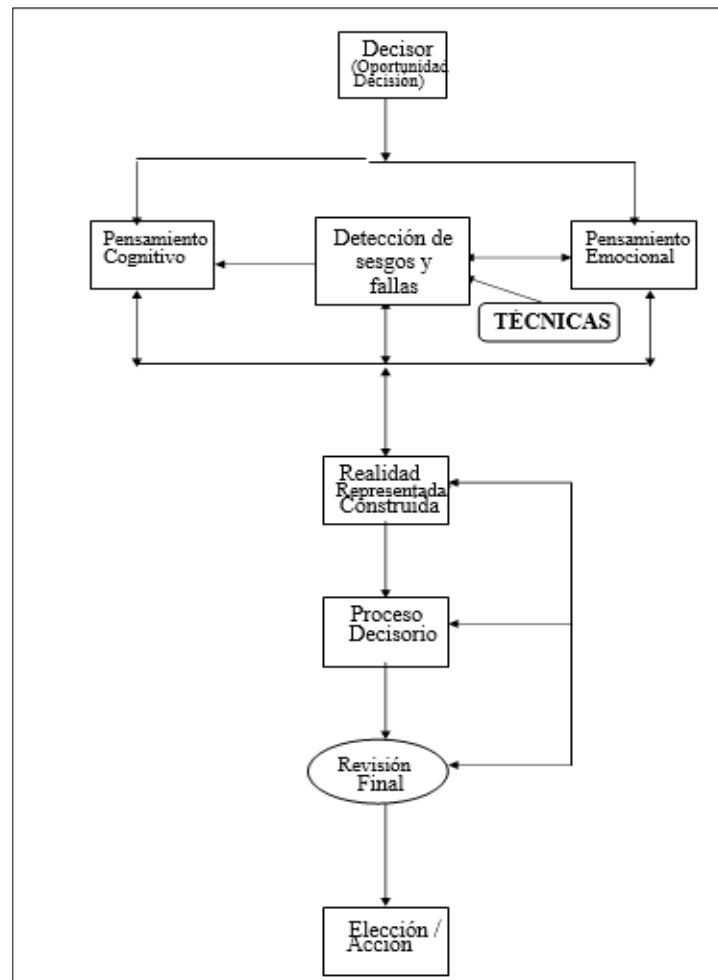 Decisor
(Oportunidad
Decisión)
Pensamiento
Cognitivo
Detección de
sesgos y
fallas
Pensamiento
Emocional
TÉCNICAS
Realidad
Representada
Construida
Proceso
Decisorio
Revisión
Final
Elección /
Acción